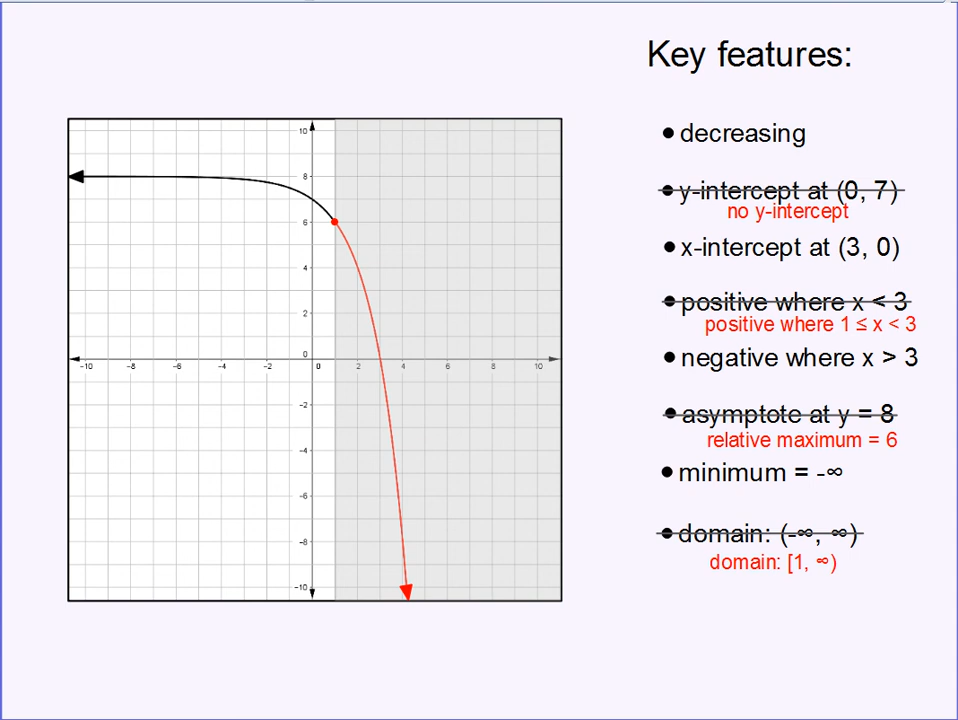 Key features:
• decreasing
• y-intercept at (0, 7)
no y-intercept
• x-intercept at (3, 0)
• positive where x < 3
positive where 1 ≤ x < 3
• negative where x > 3
• asymptote at y = 8
relative maximum = 6
• minimum = -∞
• domain: (-∞, ∞)
domain: [1, ∞)
10
8
6
4
2
0
-10 -8 -6 -4 -2 0 2 4 6 8 10
-2
-4
-6
-8
-10